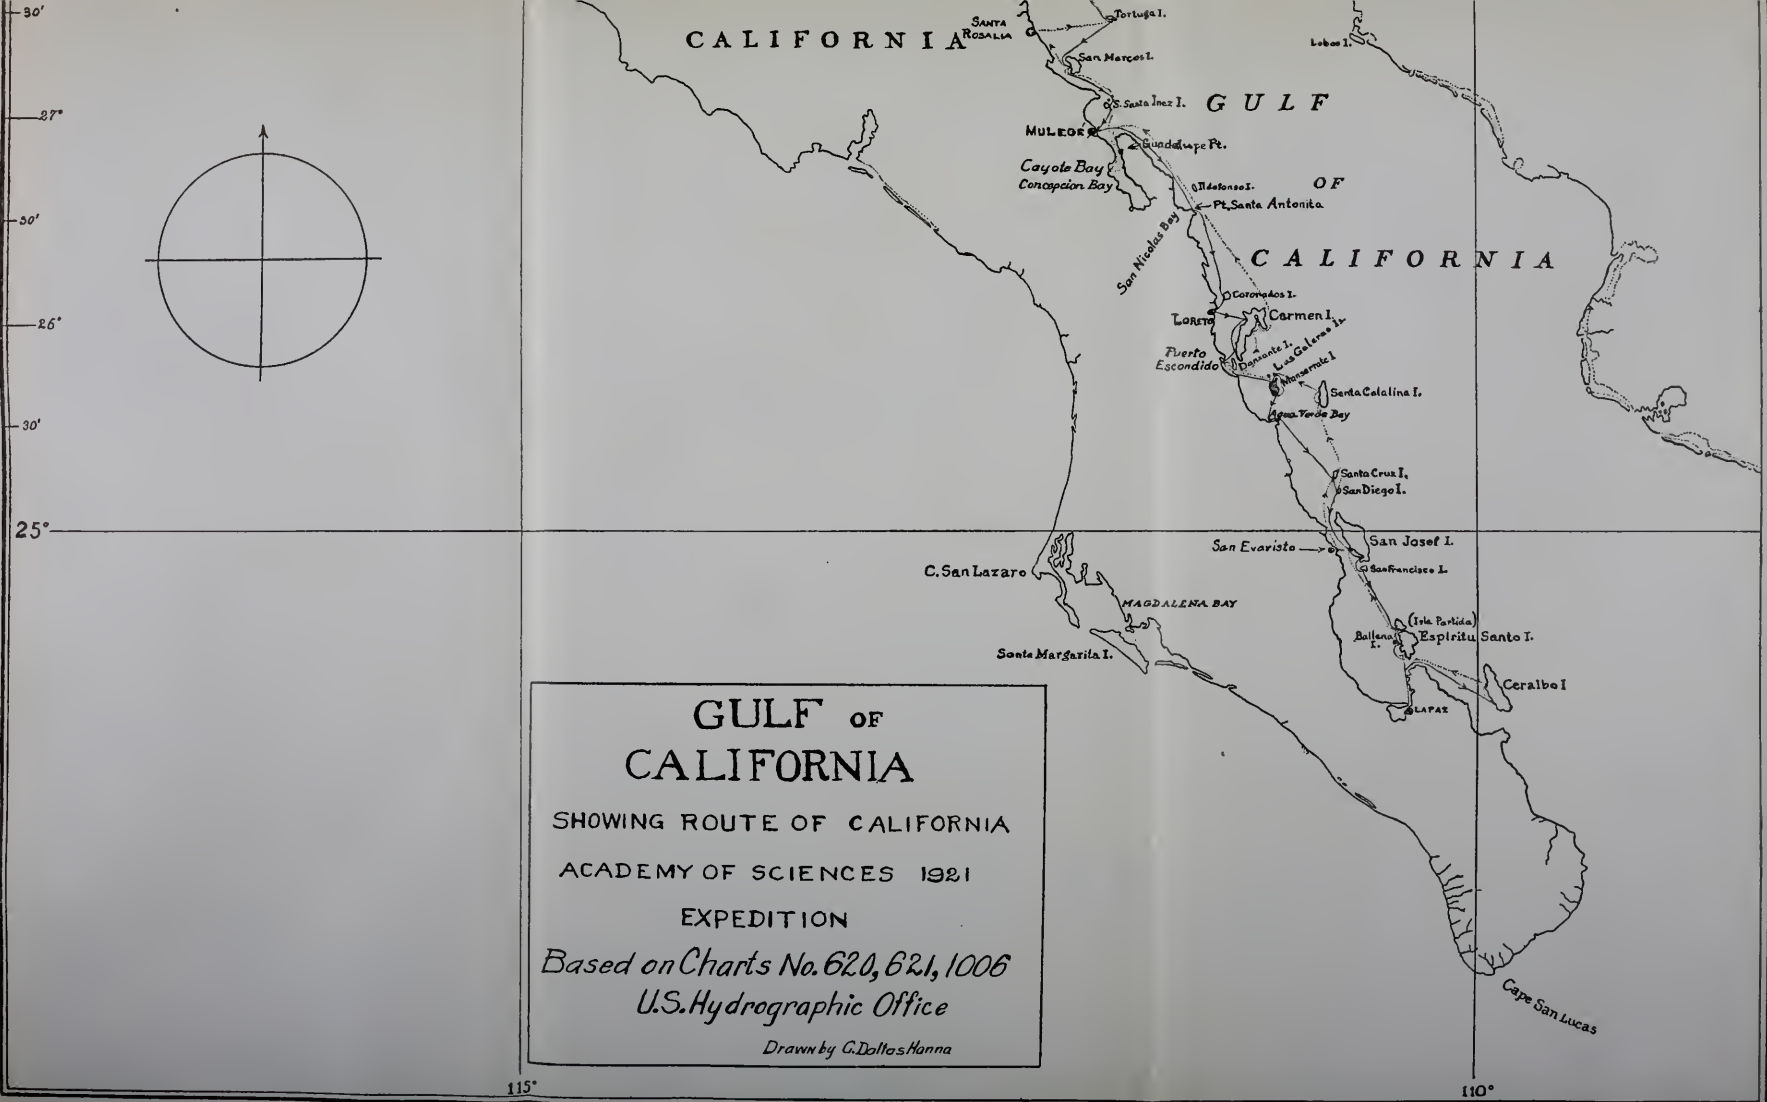 30'
CALIFORNIA
SANTA
ROSALIA
Tortuga I.
San Marcos I.
Lobos I.
27°
S. Santa Inez I.
GULF
MULEGE
Guadalupe Pt.
Coyote Bay
Concepcion Bay
Ildefonso I.
OF
30'
Pt. Santa Antonita
San Nicolas Bay
CALIFORNIA
Coronados I.
26°
LORETO
Carmen I.
Puerto
Escondido
Danzante I.
Las Galeras Is.
Monserrate I
Santa Catalina I.
Agua Verde Bay
30'
Santa Cruz I.
San Diego I.
25°
San Evaristo
San Josef I.
C. San Lazaro
San Francisco I.
MAGDALENA BAY
(Isla Partida)
Ballena
I.
Espiritu Santo I.
Santa Margarita I.
Ceralbo I
LA PAZ
GULF OF
CALIFORNIA
SHOWING ROUTE OF CALIFORNIA
ACADEMY OF SCIENCES 1921
EXPEDITION
Based on Charts No. 620, 621, 1006
U.S. Hydrographic Office
Drawn by G. Dallas Hanna
Cape San Lucas
115°
110°